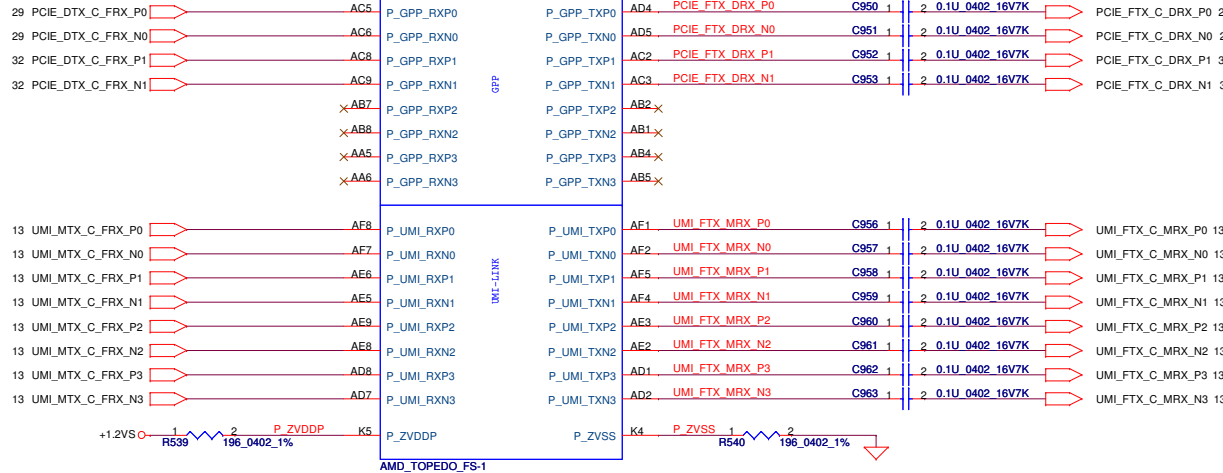 29 PCIE_DTX_C_FRX_P0 AC5 P_GPP_RXP0 P_GPP_TXP0 AD4 PCIE_FTX_DRX_P0 C950 1 2 0.1U_0402_16V7K PCIE_FTX_C_DRX_P0 2
29 PCIE_DTX_C_FRX_N0 AC6 P_GPP_RXN0 P_GPP_TXN0 AD5 PCIE_FTX_DRX_N0 C951 1 2 0.1U_0402_16V7K PCIE_FTX_C_DRX_N0 2
32 PCIE_DTX_C_FRX_P1 AC8 P_GPP_RXP1 P_GPP_TXP1 AC2 PCIE_FTX_DRX_P1 C952 1 2 0.1U_0402_16V7K PCIE_FTX_C_DRX_P1 3
32 PCIE_DTX_C_FRX_N1 AC9 P_GPP_RXN1 P_GPP_TXN1 AC3 PCIE_FTX_DRX_N1 C953 1 2 0.1U_0402_16V7K PCIE_FTX_C_DRX_N1 3
GPP
AB7 P_GPP_RXP2 P_GPP_TXP2 AB2
AB8 P_GPP_RXN2 P_GPP_TXN2 AB1
AA5 P_GPP_RXP3 P_GPP_TXP3 AB4
AA6 P_GPP_RXN3 P_GPP_TXN3 AB5
13 UMI_MTX_C_FRX_P0 AF8 P_UMI_RXP0 P_UMI_TXP0 AF1 UMI_FTX_MRX_P0 C956 1 2 0.1U_0402_16V7K UMI_FTX_C_MRX_P0 13
13 UMI_MTX_C_FRX_N0 AF7 P_UMI_RXN0 P_UMI_TXN0 AF2 UMI_FTX_MRX_N0 C957 1 2 0.1U_0402_16V7K UMI_FTX_C_MRX_N0 13
13 UMI_MTX_C_FRX_P1 AE6 P_UMI_RXP1 P_UMI_TXP1 AF5 UMI_FTX_MRX_P1 C958 1 2 0.1U_0402_16V7K UMI_FTX_C_MRX_P1 13
UMI-LINK
13 UMI_MTX_C_FRX_N1 AE5 P_UMI_RXN1 P_UMI_TXN1 AF4 UMI_FTX_MRX_N1 C959 1 2 0.1U_0402_16V7K UMI_FTX_C_MRX_N1 13
13 UMI_MTX_C_FRX_P2 AE9 P_UMI_RXP2 P_UMI_TXP2 AE3 UMI_FTX_MRX_P2 C960 1 2 0.1U_0402_16V7K UMI_FTX_C_MRX_P2 13
13 UMI_MTX_C_FRX_N2 AE8 P_UMI_RXN2 P_UMI_TXN2 AE2 UMI_FTX_MRX_N2 C961 1 2 0.1U_0402_16V7K UMI_FTX_C_MRX_N2 13
13 UMI_MTX_C_FRX_P3 AD8 P_UMI_RXP3 P_UMI_TXP3 AD1 UMI_FTX_MRX_P3 C962 1 2 0.1U_0402_16V7K UMI_FTX_C_MRX_P3 13
13 UMI_MTX_C_FRX_N3 AD7 P_UMI_RXN3 P_UMI_TXN3 AD2 UMI_FTX_MRX_N3 C963 1 2 0.1U_0402_16V7K UMI_FTX_C_MRX_N3 13
+1.2VS 1 2 P_ZVDDP K5 P_ZVDDP P_ZVSS K4 P_ZVSS 1 2
R539 196_0402_1% R540 196_0402_1%
AMD_TOPEDO_FS-1